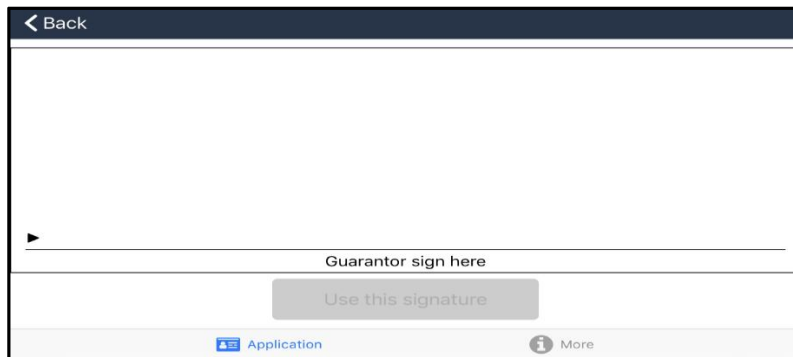 Back
Guarantor sign here
Use this signature
Application
More